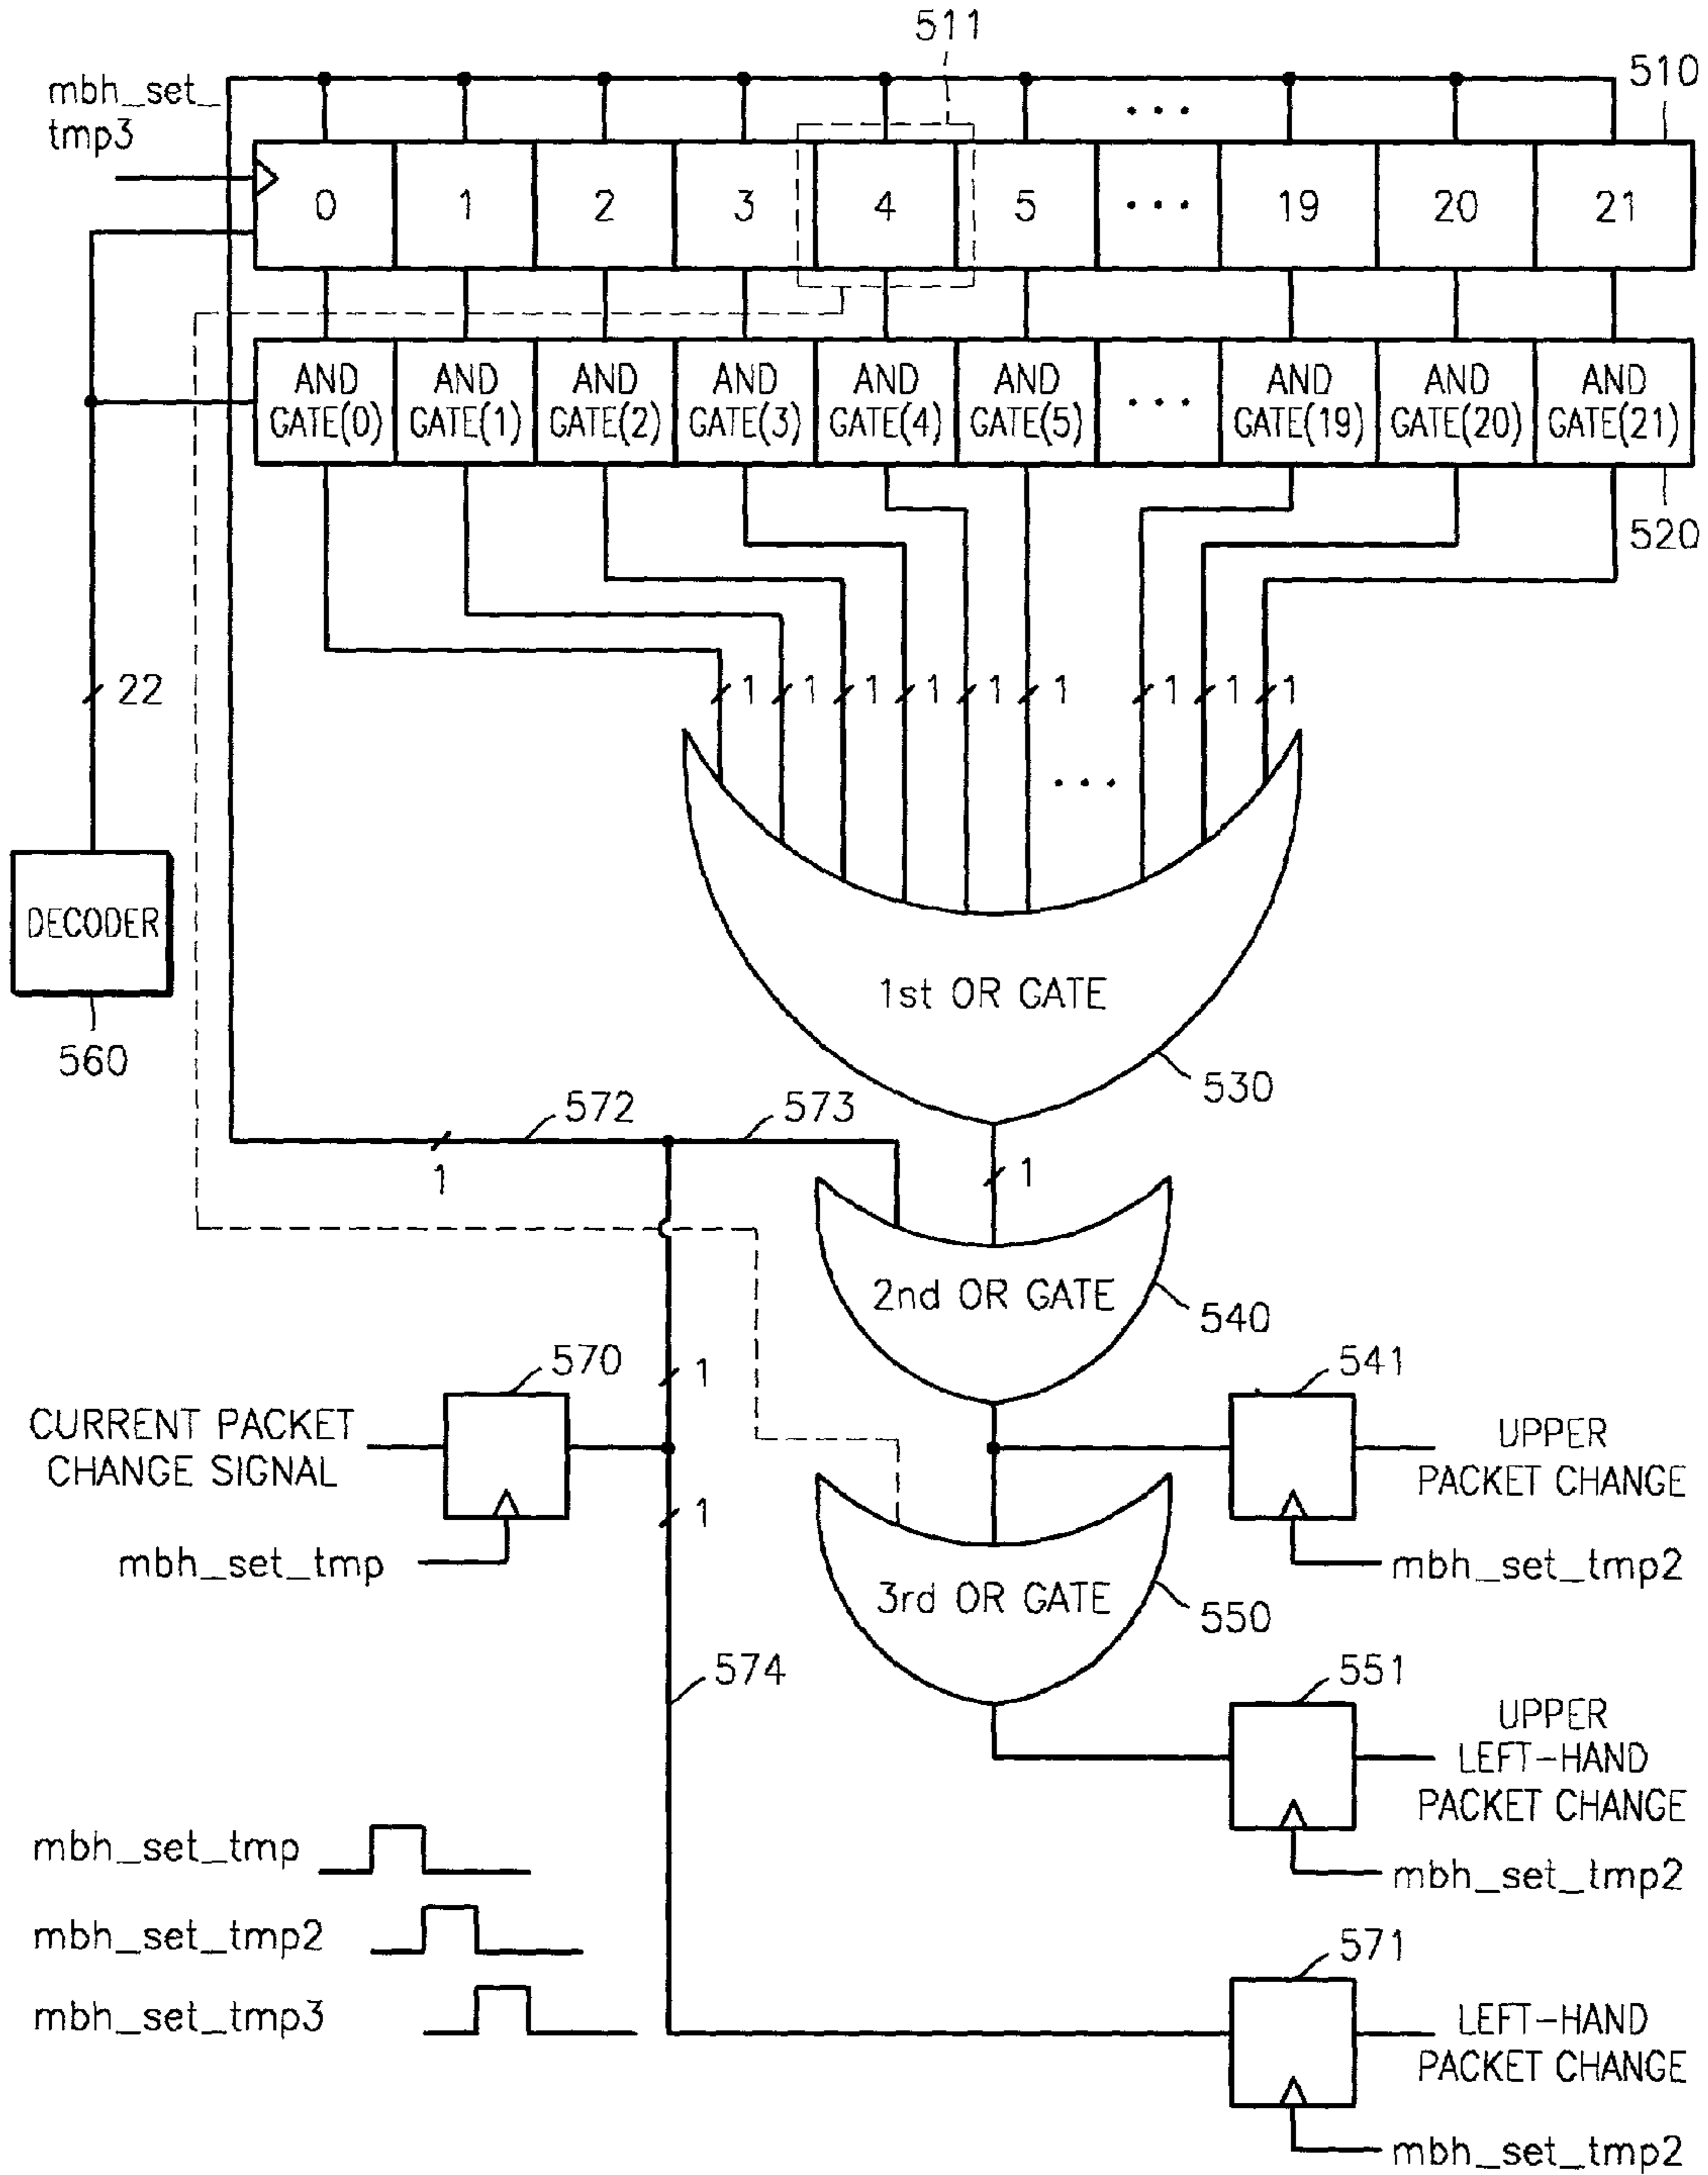 511
510
mbh_set_
tmp3
0 1 2 3 4 5 ... 19 20 21
AND GATE(0)
AND GATE(1)
AND GATE(2)
AND GATE(3)
AND GATE(4)
AND GATE(5)
...
AND GATE(19)
AND GATE(20)
AND GATE(21)
520
22
1 1 1 1 1 1 1 1 1
...
DECODER
560
1st OR GATE
530
572
573
1
1
2nd OR GATE
540
570
1
541
CURRENT PACKET
CHANGE SIGNAL
UPPER
PACKET CHANGE
1
mbh_set_tmp
mbh_set_tmp2
3rd OR GATE
550
574
551
UPPER
LEFT-HAND
PACKET CHANGE
mbh_set_tmp
mbh_set_tmp2
mbh_set_tmp2
571
mbh_set_tmp3
LEFT-HAND
PACKET CHANGE
mbh_set_tmp2